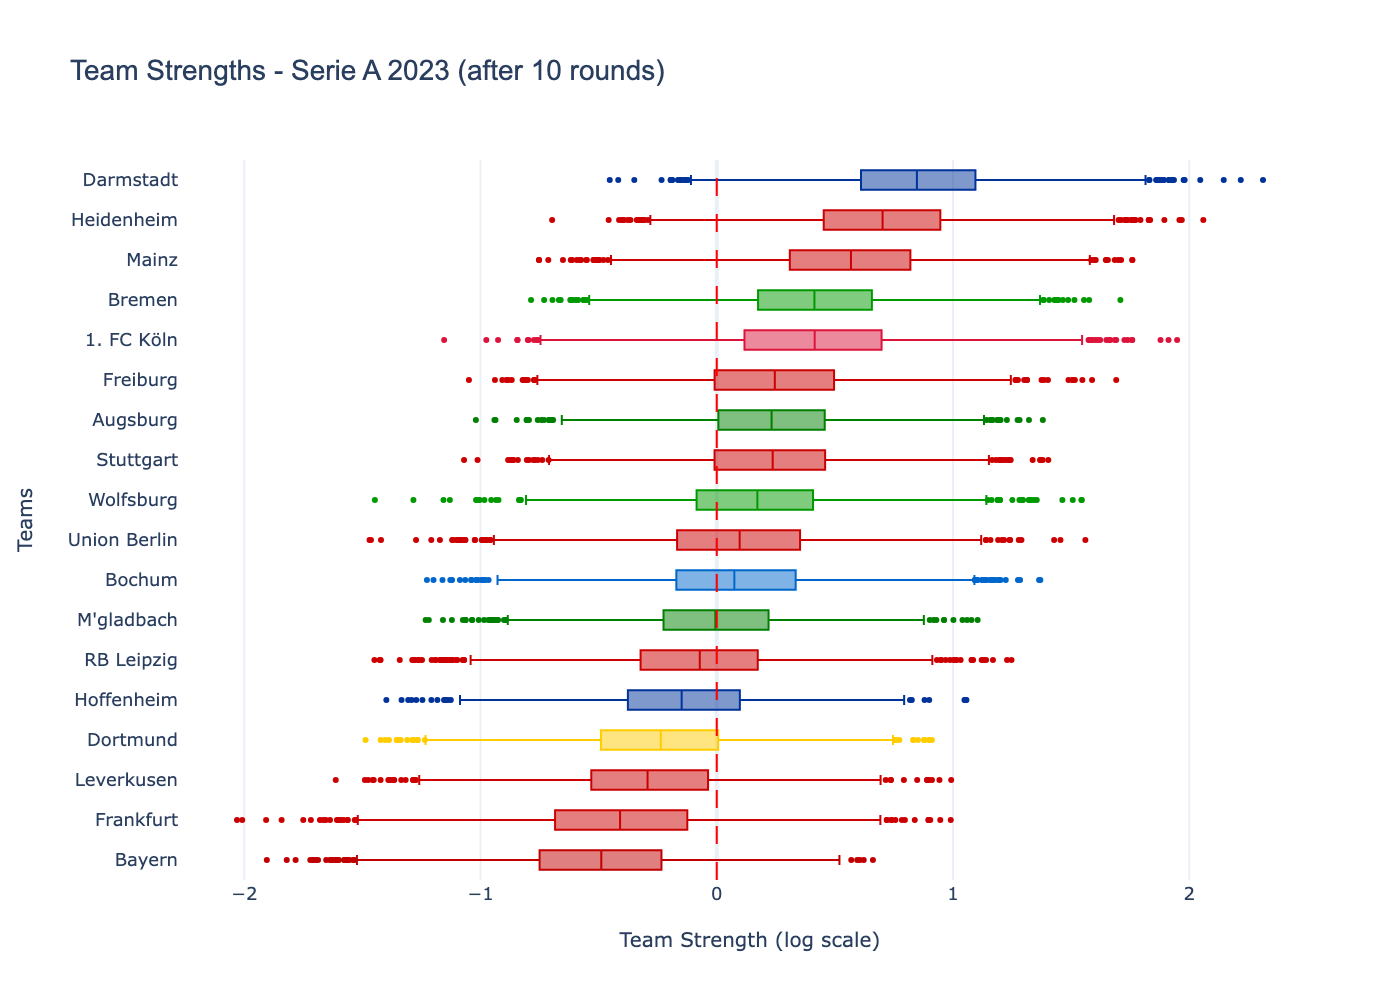 Team Strengths - Serie A 2023 (after 10 rounds)
Darmstadt
Heidenheim
Mainz
Bremen
1. FC Köln
Freiburg
Augsburg
Stuttgart
Wolfsburg
Union Berlin
Bochum
M'gladbach
RB Leipzig
Hoffenheim
Dortmund
Leverkusen
Frankfurt
Bayern
Teams
−2 −1 0 1 2
Team Strength (log scale)